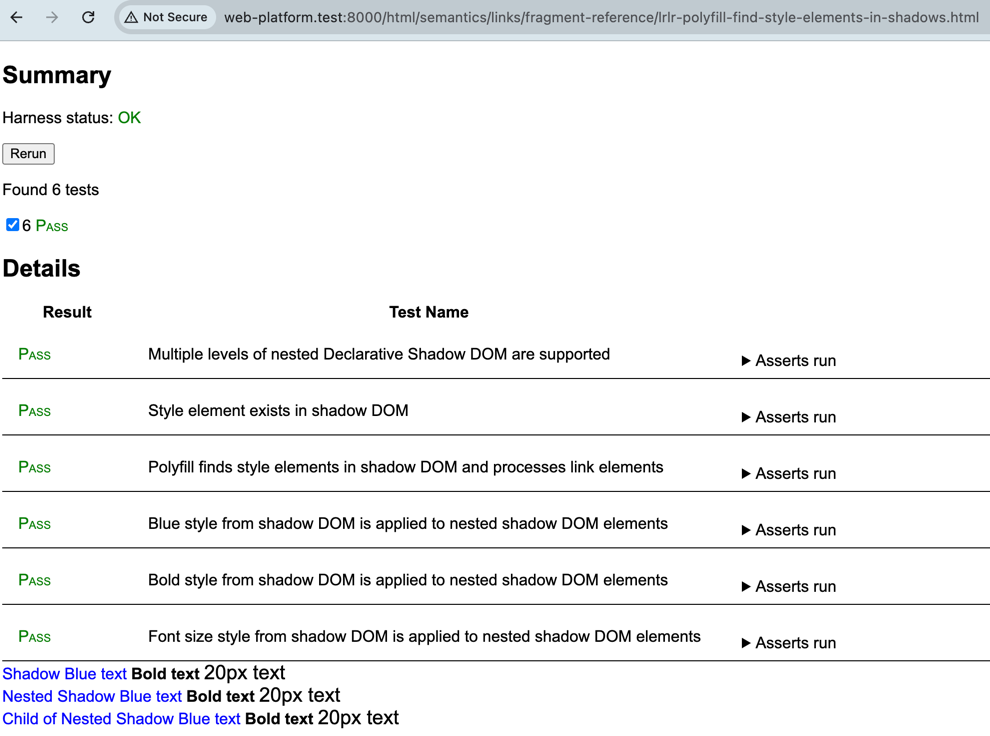 Not Secure web-platform.test:8000/html/semantics/links/fragment-reference/lrlr-polyfill-find-style-elements-in-shadows.html
Summary
Harness status: OK
Rerun
Found 6 tests
6 Pass
Details
Result Test Name
Pass Multiple levels of nested Declarative Shadow DOM are supported ▶ Asserts run
Pass Style element exists in shadow DOM ▶ Asserts run
Pass Polyfill finds style elements in shadow DOM and processes link elements ▶ Asserts run
Pass Blue style from shadow DOM is applied to nested shadow DOM elements ▶ Asserts run
Pass Bold style from shadow DOM is applied to nested shadow DOM elements ▶ Asserts run
Pass Font size style from shadow DOM is applied to nested shadow DOM elements ▶ Asserts run
Shadow Blue text Bold text 20px text
Nested Shadow Blue text Bold text 20px text
Child of Nested Shadow Blue text Bold text 20px text